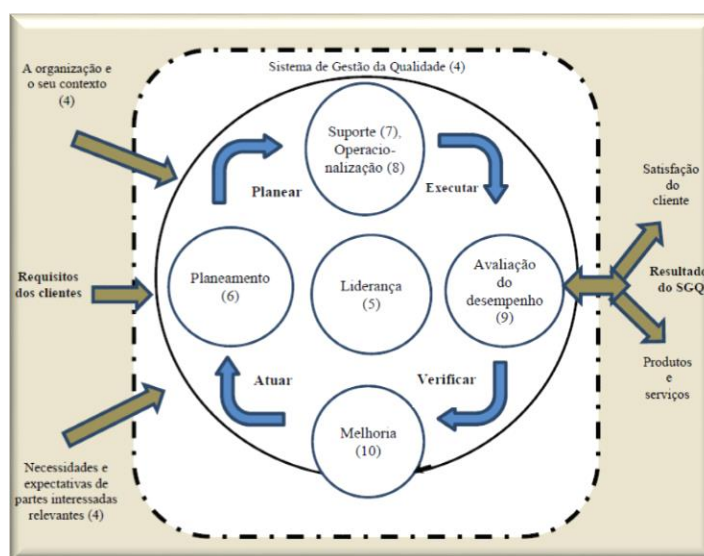 Sistema de Gestão da Qualidade (4)
A organização e
o seu contexto
(4)
Suporte (7),
Operacio-
nalização (8)
Planear
Executar
Satisfação
do
cliente
Requisitos
dos clientes
Planeamento
(6)
Liderança
(5)
Avaliação
do
desempenho
(9)
Resultado
do SGQ
Atuar
Verificar
Produtos
e
serviços
Melhoria
(10)
Necessidades e
expectativas de
partes interessadas
relevantes (4)